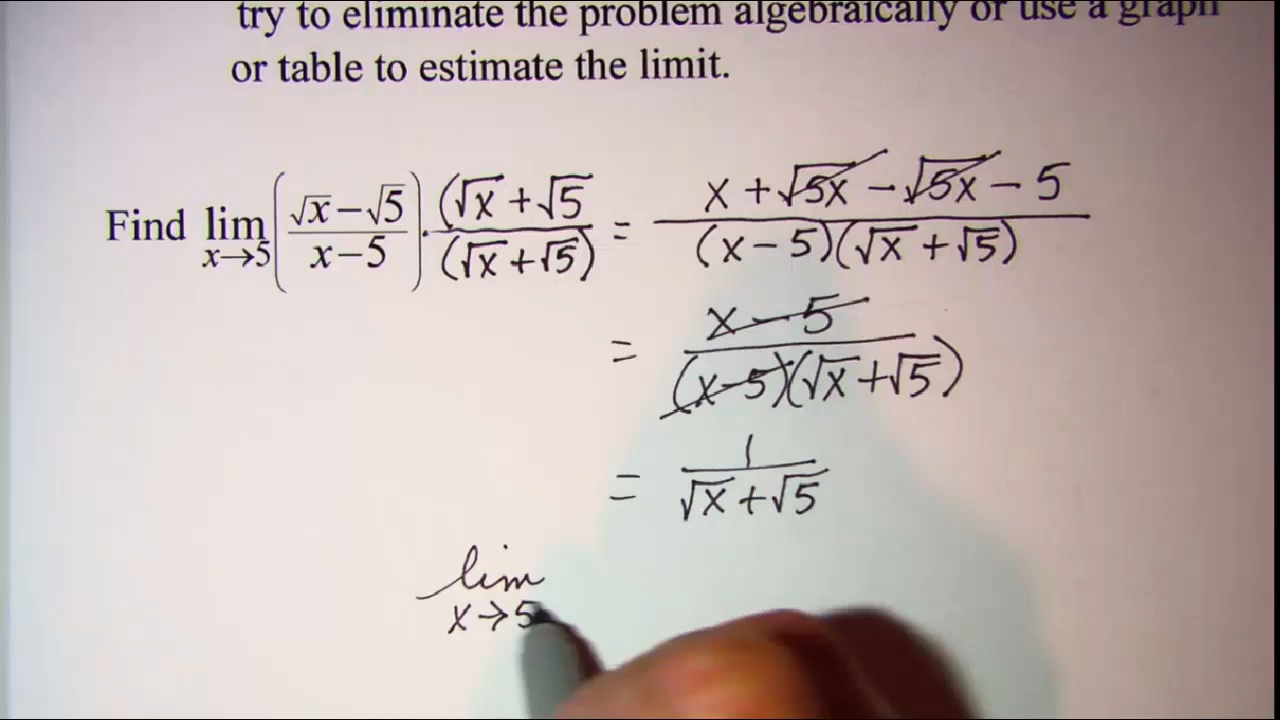 try to eliminate the problem algebraically or use a graph
or table to estimate the limit.
Find lim x→5 ( (√x − √5) / (x − 5) ) · (√x + √5 / (√x + √5) = x + √5x − √5x − 5 / (x − 5)(√x + √5)
= x − 5 / (x − 5)(√x + √5)
= 1 / √x + √5
lim
x→5